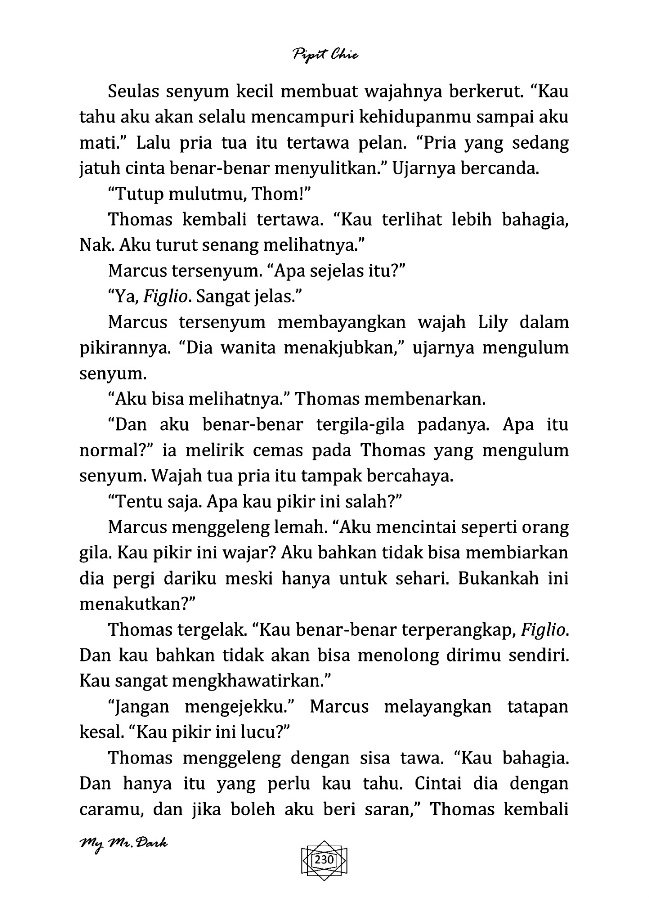 Pipit Chie
Seulas senyum kecil membuat wajahnya berkerut. “Kau
tahu aku akan selalu mencampuri kehidupanmu sampai aku
mati.” Lalu pria tua itu tertawa pelan. “Pria yang sedang
jatuh cinta benar-benar menyulitkan.” Ujarnya bercanda.
“Tutup mulutmu, Thom!”
Thomas kembali tertawa. “Kau terlihat lebih bahagia,
Nak. Aku turut senang melihatnya.”
Marcus tersenyum. “Apa sejelas itu?”
“Ya, Figlio. Sangat jelas.”
Marcus tersenyum membayangkan wajah Lily dalam
pikirannya. “Dia wanita menakjubkan,” ujarnya mengulum
senyum.
“Aku bisa melihatnya.” Thomas membenarkan.
“Dan aku benar-benar tergila-gila padanya. Apa itu
normal?” ia melirik cemas pada Thomas yang mengulum
senyum. Wajah tua pria itu tampak bercahaya.
“Tentu saja. Apa kau pikir ini salah?”
Marcus menggeleng lemah. “Aku mencintai seperti orang
gila. Kau pikir ini wajar? Aku bahkan tidak bisa membiarkan
dia pergi dariku meski hanya untuk sehari. Bukankah ini
menakutkan?”
Thomas tergelak. “Kau benar-benar terperangkap, Figlio.
Dan kau bahkan tidak akan bisa menolong dirimu sendiri.
Kau sangat mengkhawatirkan.”
“Jangan mengejekku.” Marcus melayangkan tatapan
kesal. “Kau pikir ini lucu?”
Thomas menggeleng dengan sisa tawa. “Kau bahagia.
Dan hanya itu yang perlu kau tahu. Cintai dia dengan
caramu, dan jika boleh aku beri saran,” Thomas kembali
My Mr. Dark
230